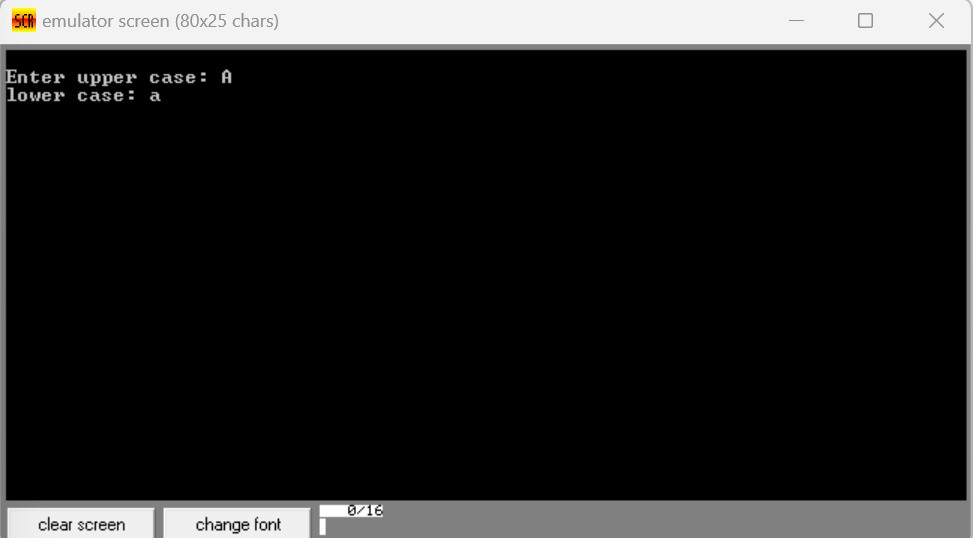 SCR emulator screen (80x25 chars)
Enter upper case: A
lower case: a
clear screen change font 0/16